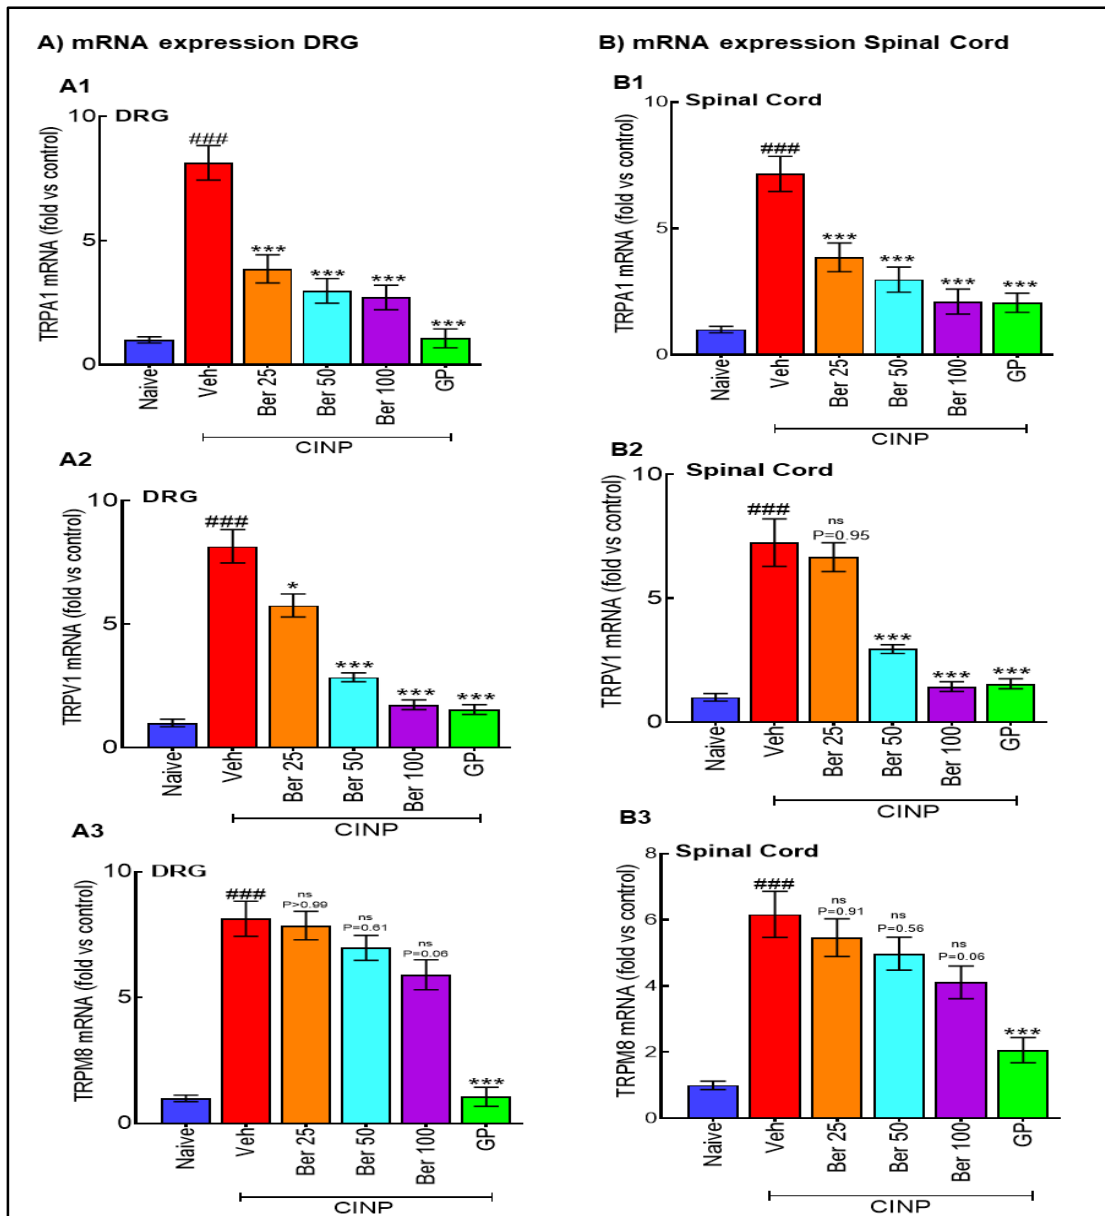 A) mRNA expression DRG
B) mRNA expression Spinal Cord
A1
DRG
TRPA1 mRNA (fold vs control)
10
5
0
###
***
***
***
***
Naive
Veh
Ber 25
Ber 50
Ber 100
GP
CINP
B1
Spinal Cord
TRPA1 mRNA (fold vs control)
10
5
0
###
***
***
***
***
Naive
Veh
Ber 25
Ber 50
Ber 100
GP
CINP
A2
DRG
TRPV1 mRNA (fold vs control)
10
5
0
###
*
***
***
***
Naive
Veh
Ber 25
Ber 50
Ber 100
GP
CINP
B2
Spinal Cord
TRPV1 mRNA (fold vs control)
10
5
0
###
ns
P=0.95
***
***
***
Naive
Veh
Ber 25
Ber 50
Ber 100
GP
CINP
A3
DRG
TRPM8 mRNA (fold vs control)
10
5
0
###
ns
P>0.99
ns
P=0.61
ns
P=0.06
***
Naive
Veh
Ber 25
Ber 50
Ber 100
GP
CINP
B3
Spinal Cord
TRPM8 mRNA (fold vs control)
8
6
4
2
0
###
ns
P=0.91
ns
P=0.56
ns
P=0.06
***
Naive
Veh
Ber 25
Ber 50
Ber 100
GP
CINP